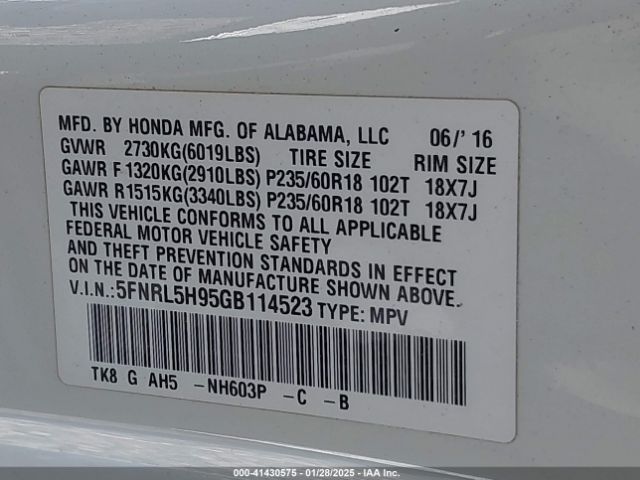 MFD. BY HONDA MFG. OF ALABAMA, LLC 06/' 16
GVWR 2730KG(6019LBS) TIRE SIZE RIM SIZE
GAWR F 1320KG(2910LBS) P235/60R18 102T 18X7J
GAWR R1515KG(3340LBS) P235/60R18 102T 18X7J
THIS VEHICLE CONFORMS TO ALL APPLICABLE
FEDERAL MOTOR VEHICLE SAFETY
AND THEFT PREVENTION STANDARDS IN EFFECT
ON THE DATE OF MANUFACTURE SHOWN ABOVE.
V.I.N.: 5FNRL5H95GB114523 TYPE: MPV
TK8 G AH5 -NH603P -C -B
000-41430575 - 01/28/2025 - IAA Inc.